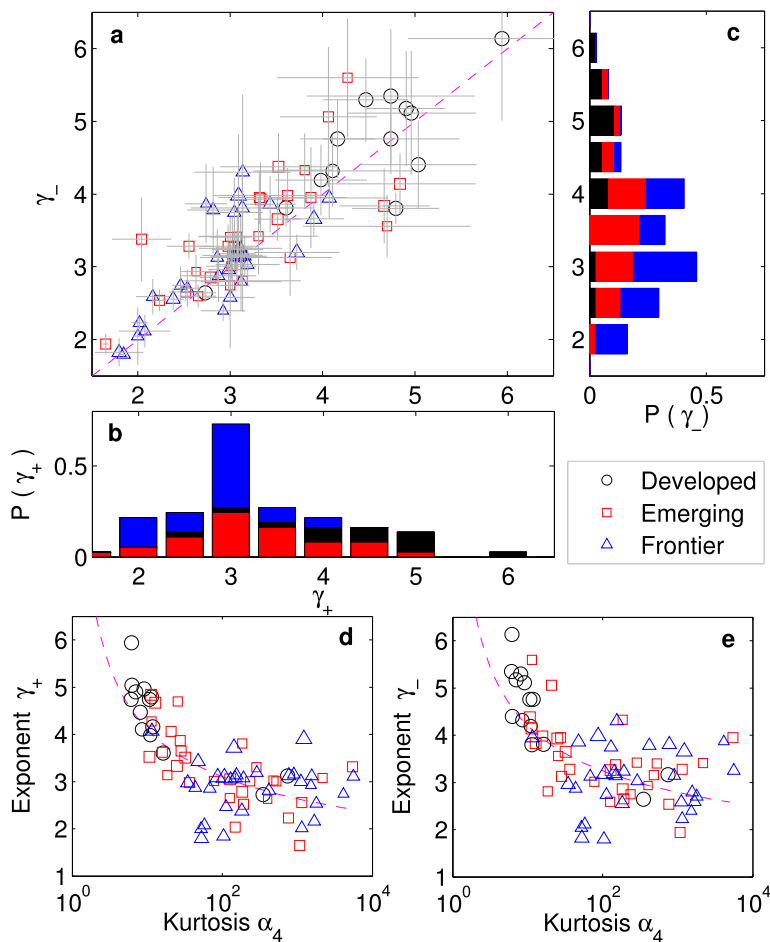 a
6
5
4
3
2
γ_
2
3
4
5
6
c
6
5
4
3
2
0
0.5
P ( γ_ )
b
0.5
0
P ( γ+ )
2
3
4
5
6
γ+
Developed
Emerging
Frontier
d
6
5
4
3
2
1
Exponent γ+
10^0
10^2
10^4
Kurtosis α4
e
6
5
4
3
2
1
Exponent γ_
10^0
10^2
10^4
Kurtosis α4